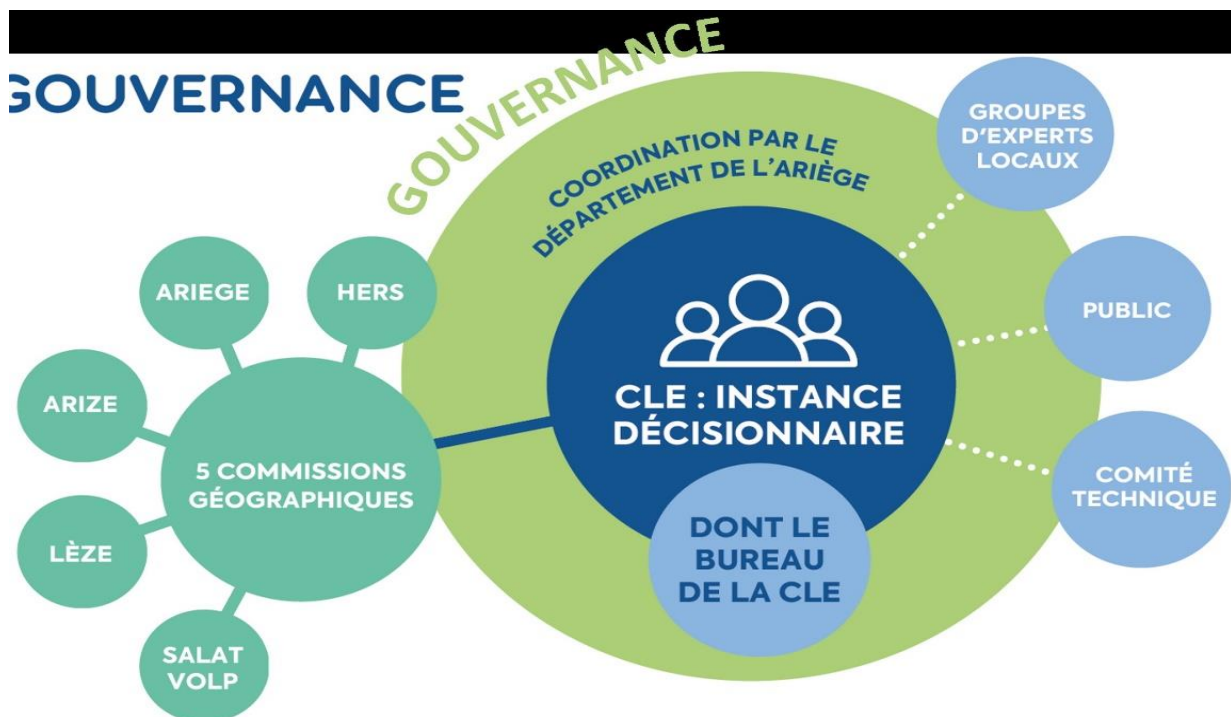 GOUVERNANCE
GOUVERNANCE
COORDINATION PAR LE
DÉPARTEMENT DE L'ARIÈGE
GROUPES
D'EXPERTS
LOCAUX
ARIEGE
HERS
PUBLIC
ARIZE
CLE : INSTANCE
DÉCISIONNAIRE
5 COMMISSIONS
GÉOGRAPHIQUES
COMITÉ
TECHNIQUE
LÈZE
DONT LE
BUREAU
DE LA CLE
SALAT
VOLP